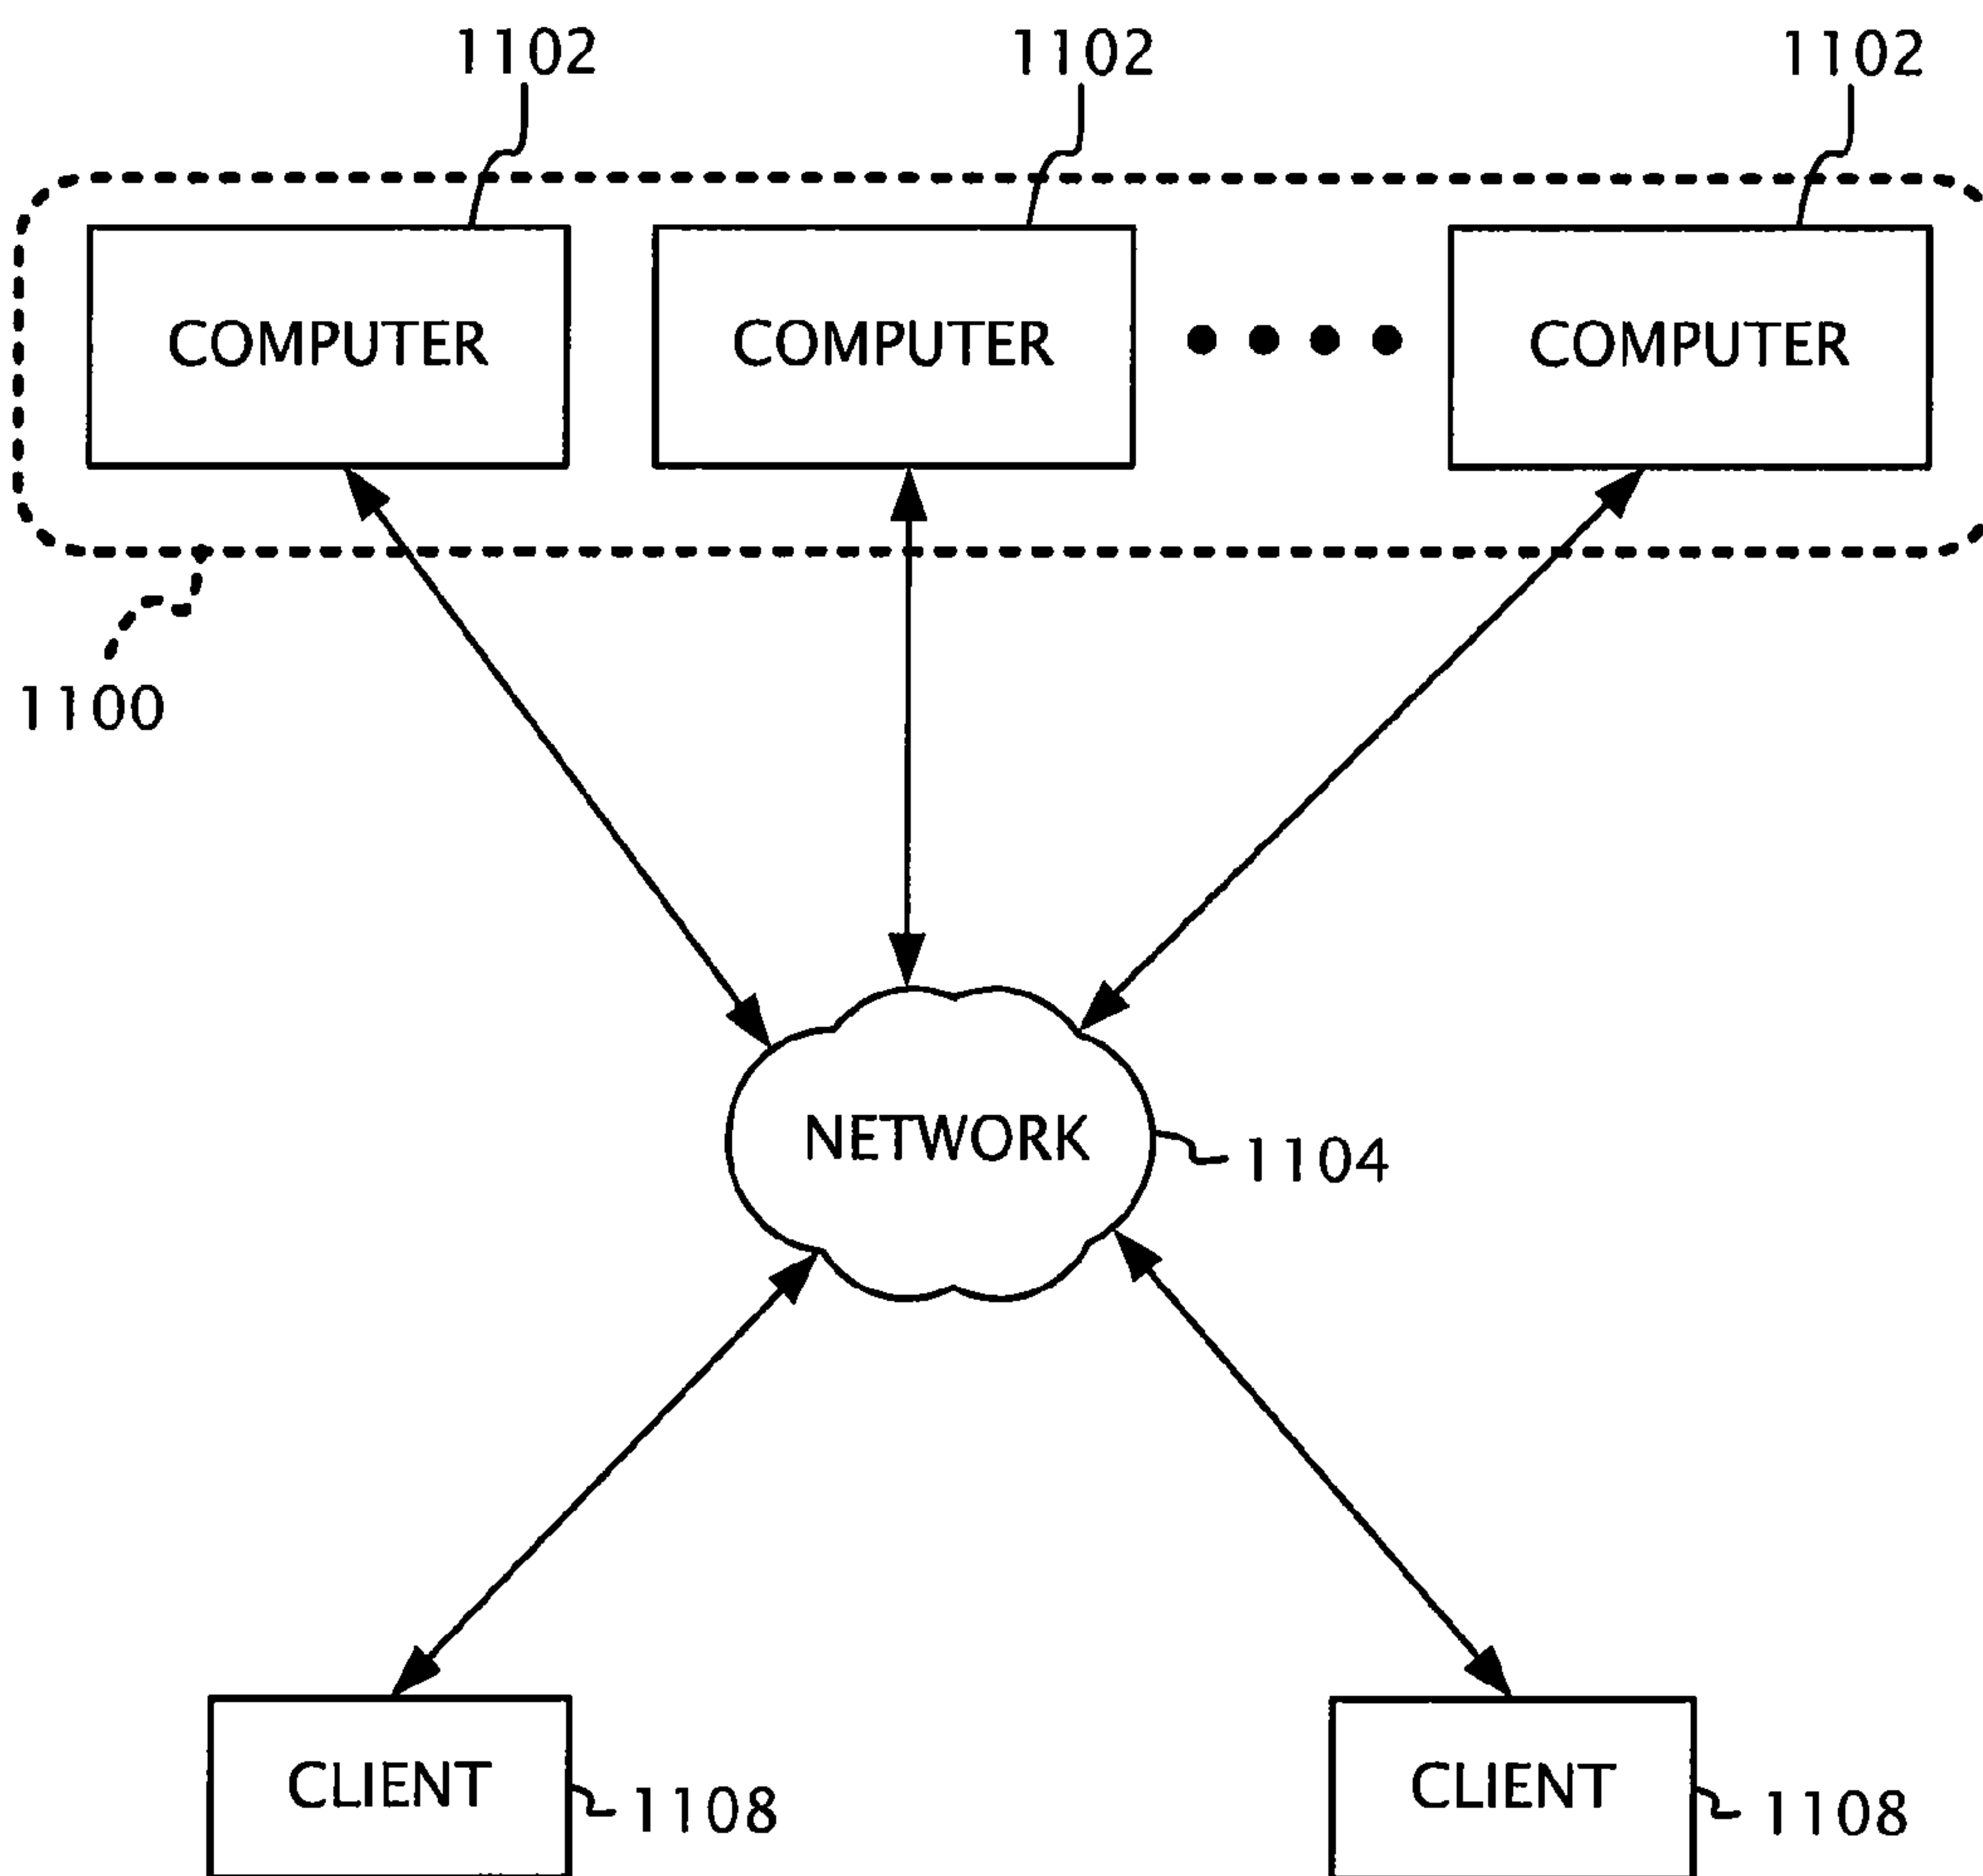 1102 1102 1102
COMPUTER COMPUTER COMPUTER
1100
NETWORK
1104
CLIENT 1108 CLIENT 1108